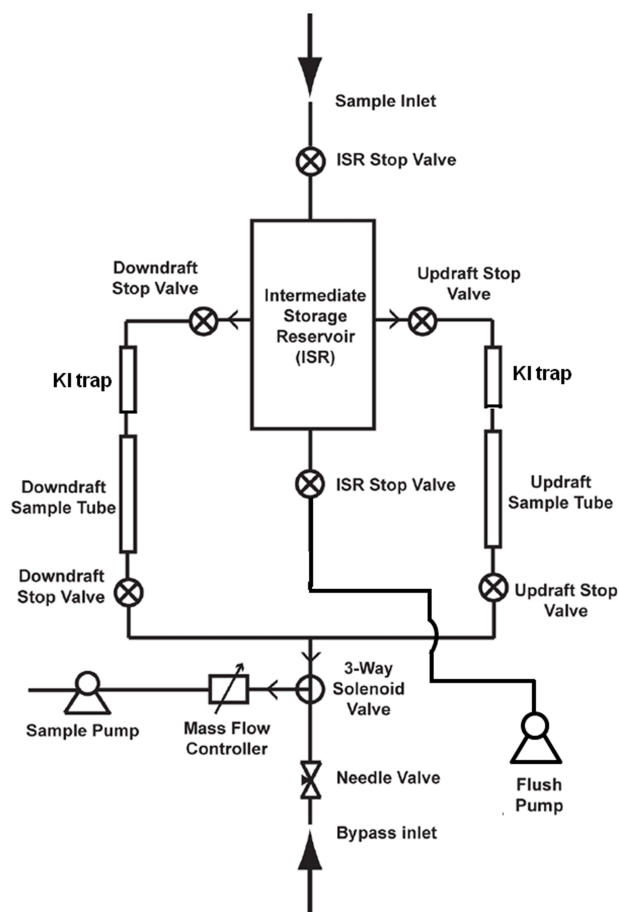 Sample Inlet
ISR Stop Valve
Downdraft
Stop Valve
Intermediate
Storage
Reservoir
(ISR)
Updraft Stop
Valve
KI trap
KI trap
Downdraft
Sample Tube
ISR Stop Valve
Updraft
Sample Tube
Downdraft
Stop Valve
Updraft Stop
Valve
3-Way
Solenoid
Valve
Sample Pump
Mass Flow
Controller
Needle Valve
Flush
Pump
Bypass inlet